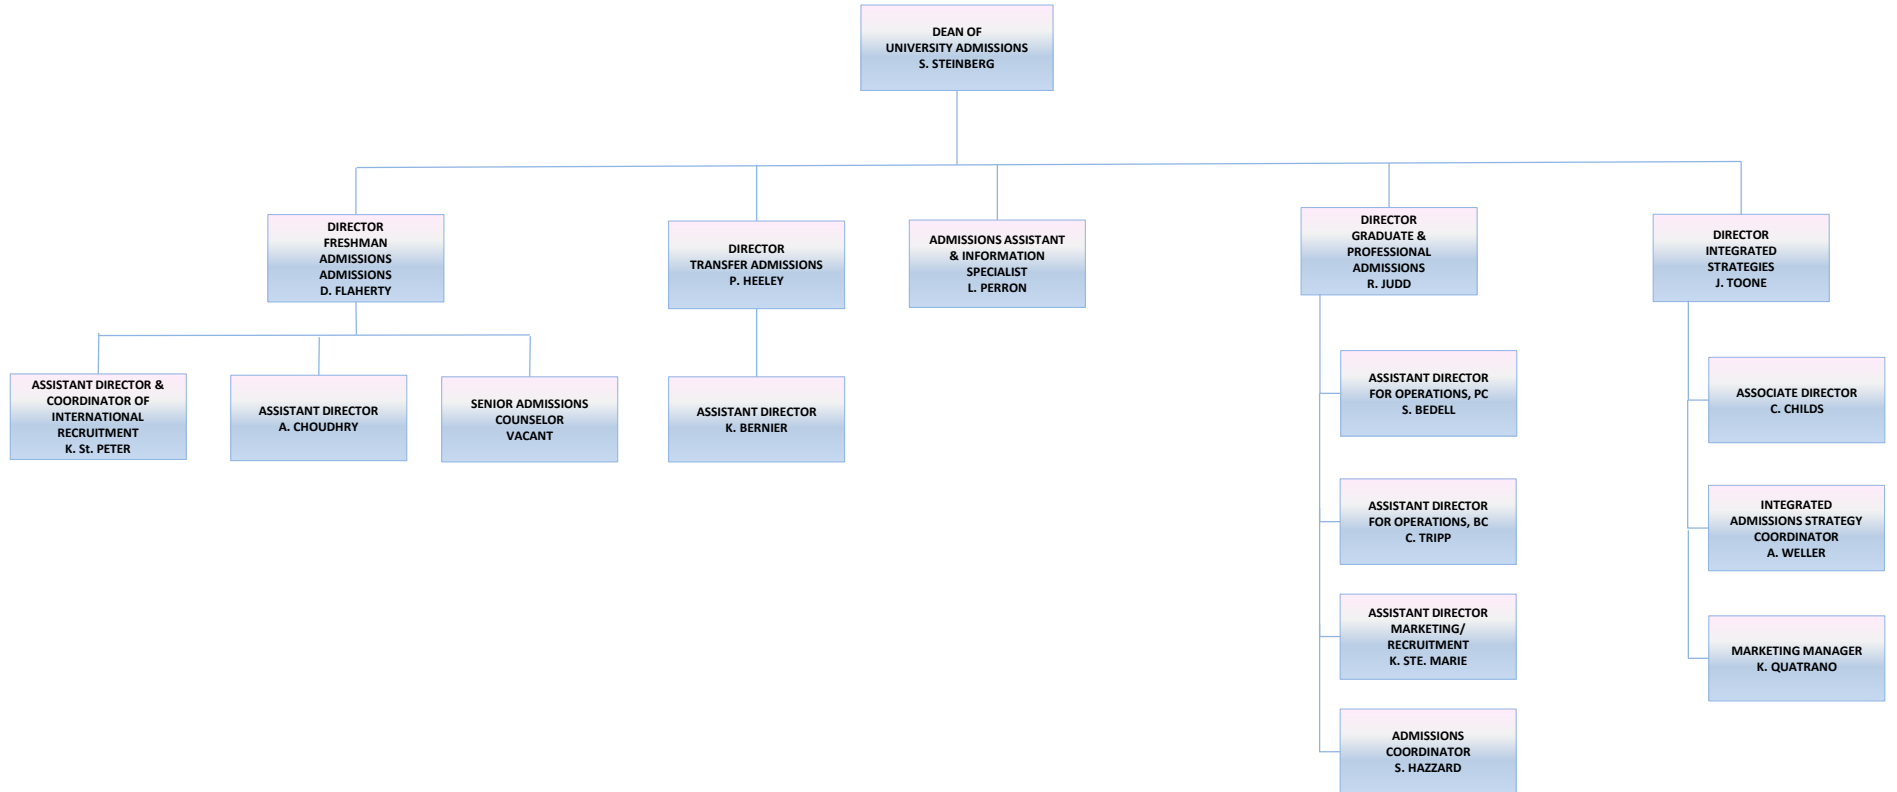 DEAN OF
UNIVERSITY ADMISSIONS
S. STEINBERG
DIRECTOR
FRESHMAN
ADMISSIONS
ADMISSIONS
D. FLAHERTY
DIRECTOR
TRANSFER ADMISSIONS
P. HEELEY
ADMISSIONS ASSISTANT
& INFORMATION
SPECIALIST
L. PERRON
DIRECTOR
GRADUATE &
PROFESSIONAL
ADMISSIONS
R. JUDD
DIRECTOR
INTEGRATED
STRATEGIES
J. TOONE
ASSISTANT DIRECTOR &
COORDINATOR OF
INTERNATIONAL
RECRUITMENT
K. St. PETER
ASSISTANT DIRECTOR
A. CHOUDHRY
SENIOR ADMISSIONS
COUNSELOR
VACANT
ASSISTANT DIRECTOR
K. BERNIER
ASSISTANT DIRECTOR
FOR OPERATIONS, PC
S. BEDELL
ASSISTANT DIRECTOR
FOR OPERATIONS, BC
C. TRIPP
ASSISTANT DIRECTOR
MARKETING/
RECRUITMENT
K. STE. MARIE
ADMISSIONS
COORDINATOR
S. HAZZARD
ASSOCIATE DIRECTOR
C. CHILDS
INTEGRATED
ADMISSIONS STRATEGY
COORDINATOR
A. WELLER
MARKETING MANAGER
K. QUATRANO